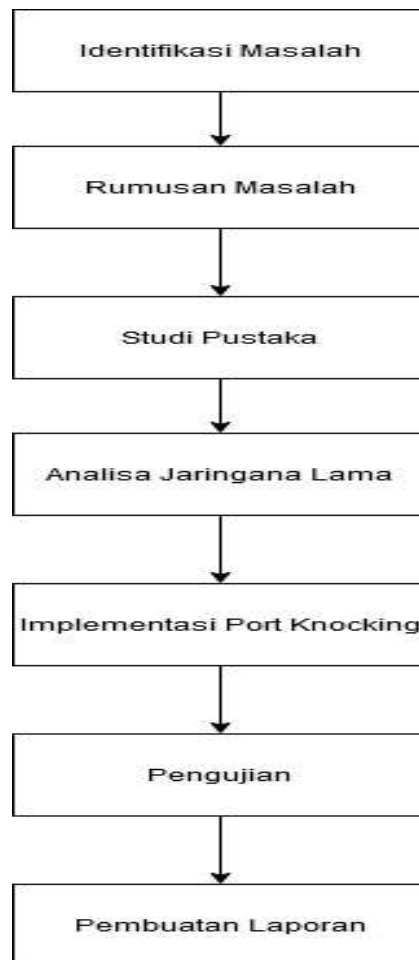 Identifikasi Masalah
Rumusan Masalah
Studi Pustaka
Analisa Jaringana Lama
Implementasi Port Knocking
Pengujian
Pembuatan Laporan